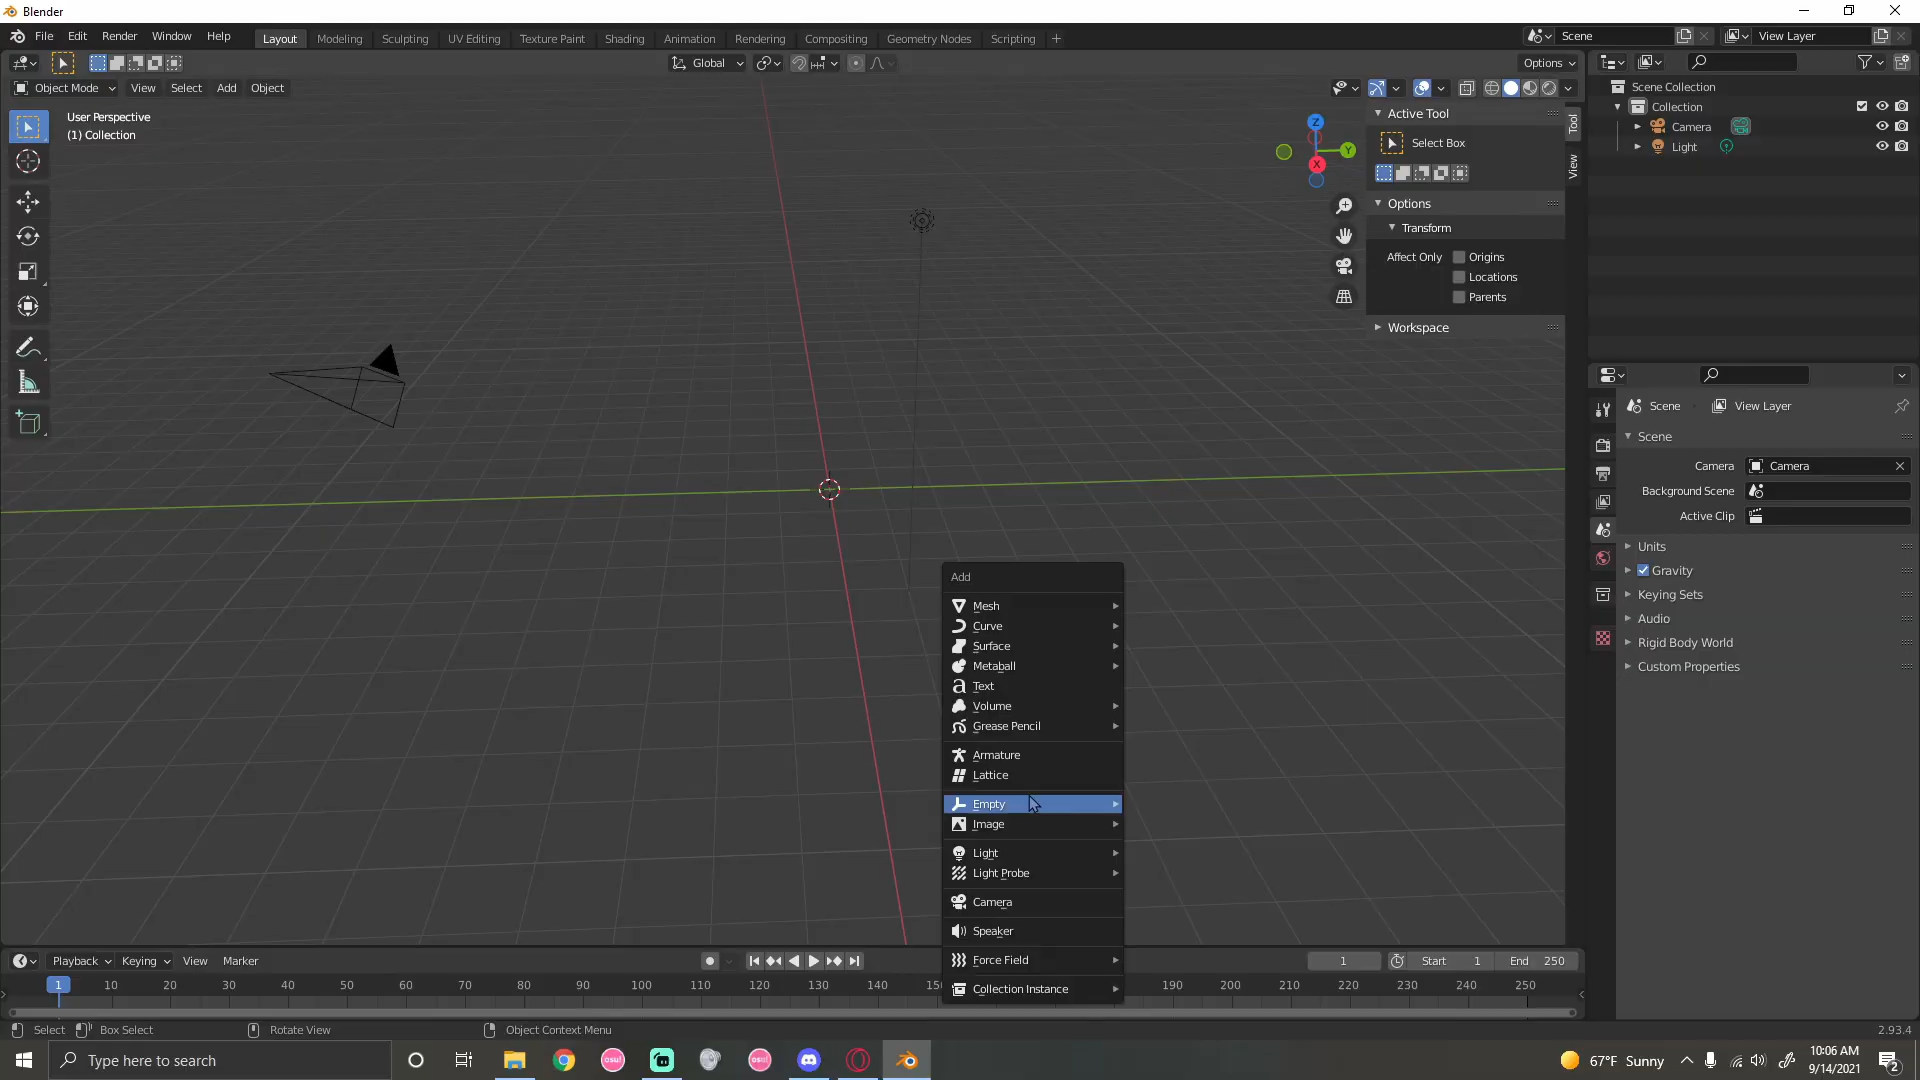 Blender
File Edit Render Window Help
Layout Modeling Sculpting UV Editing Texture Paint Shading Animation Rendering Compositing Geometry Nodes Scripting +
Scene
View Layer
Global
Options
Object Mode View Select Add Object
User Perspective
(1) Collection
Z
Y
X
Active Tool
Select Box
Options
Transform
Affect Only Origins
Locations
Parents
Workspace
Tool
View
Scene Collection
Collection
Camera
Light
Scene View Layer
Scene
Camera Camera
Background Scene
Active Clip
Units
Gravity
Keying Sets
Audio
Rigid Body World
Custom Properties
Add
Mesh
Curve
Surface
Metaball
Text
Volume
Grease Pencil
Armature
Lattice
Empty
Image
Light
Light Probe
Camera
Speaker
Force Field
Collection Instance
Playback Keying View Marker
1 Start 1 End 250
1 10 20 30 40 50 60 70 80 90 100 110 120 130 140 190 200 210 220 230 240 250
Select Box Select Rotate View Object Context Menu 2.93.4
Type here to search
osu!
osu!
67°F Sunny
10:06 AM
9/14/2021
2